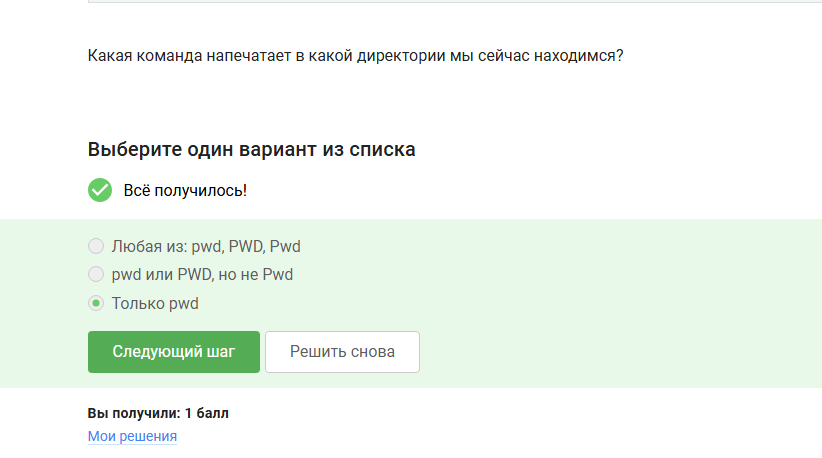 Какая команда напечатает в какой директории мы сейчас находимся?
Выберите один вариант из списка
Всё получилось!
Любая из: pwd, PWD, Pwd
pwd или PWD, но не Pwd
Только pwd
Следующий шаг
Решить снова
Вы получили: 1 балл
Мои решения